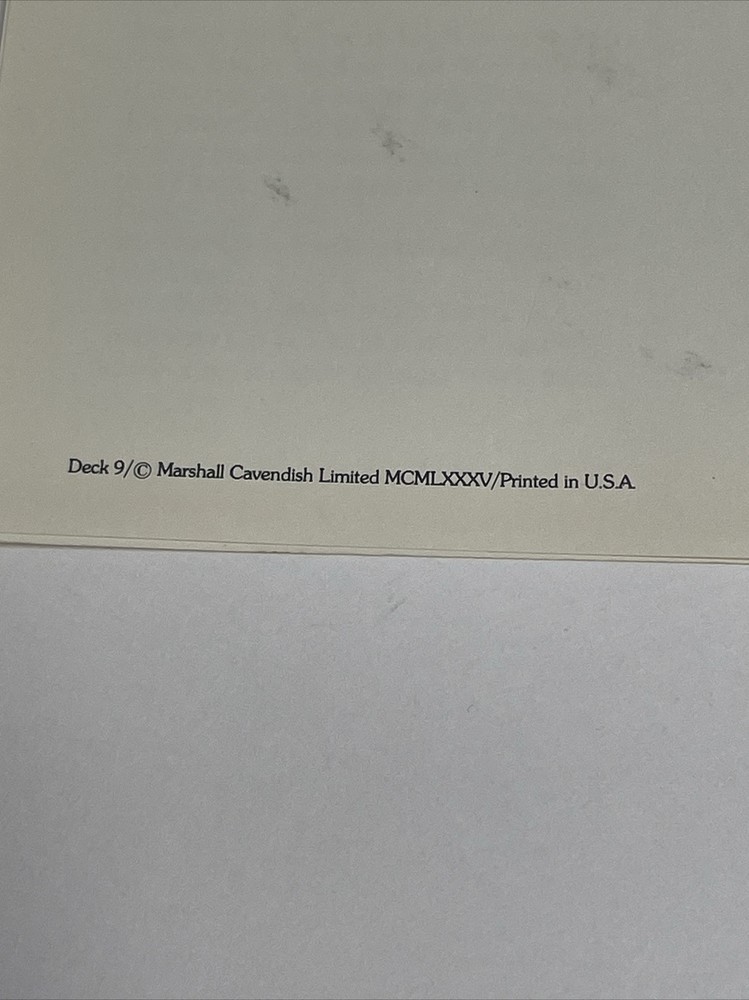 Deck 9/© Marshall Cavendish Limited MCMLXXXV/Printed in U.S.A.